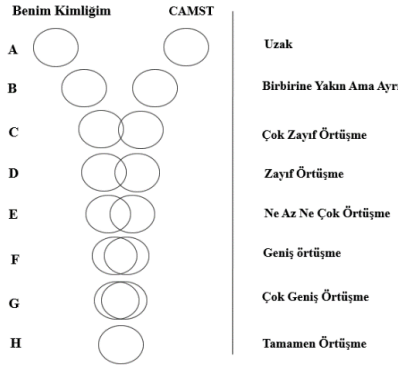 Benim Kimliğim CAMST
A Uzak
B Birbirine Yakın Ama Ayrı
C Çok Zayıf Örtüşme
D Zayıf Örtüşme
E Ne Az Ne Çok Örtüşme
F Geniş örtüşme
G Çok Geniş Örtüşme
H Tamamen Örtüşme